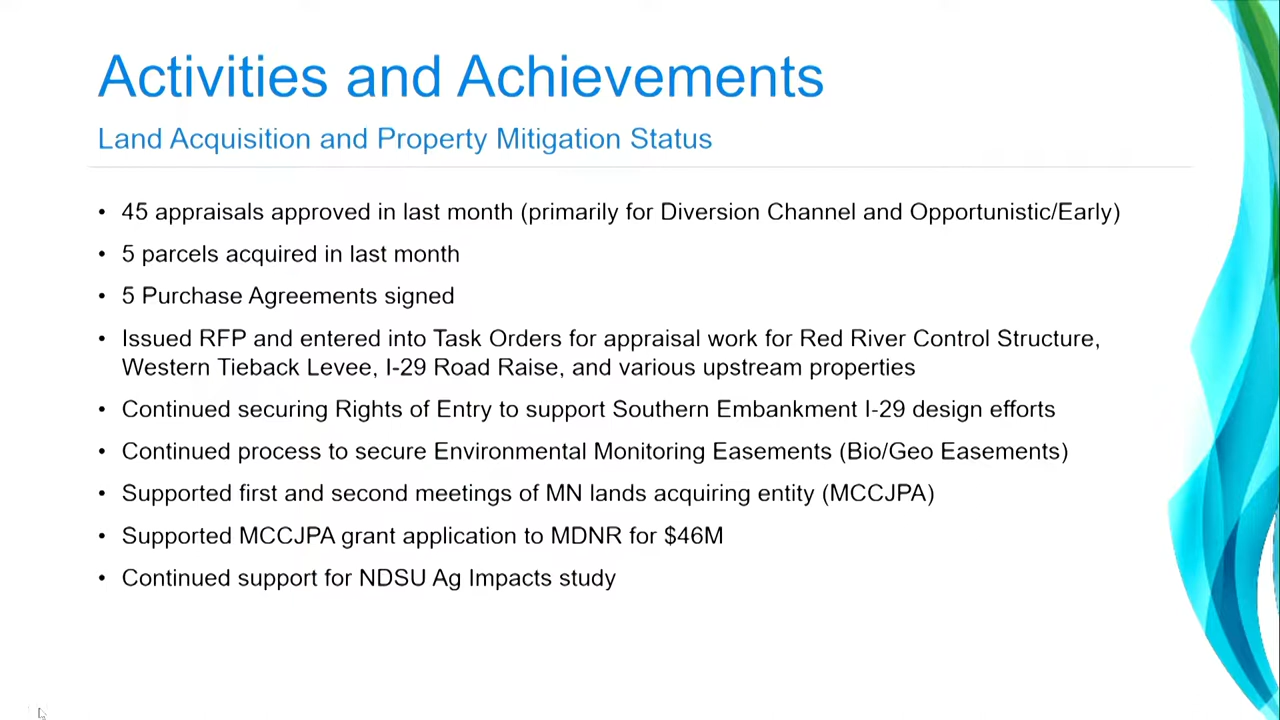 Activities and Achievements
Land Acquisition and Property Mitigation Status
• 45 appraisals approved in last month (primarily for Diversion Channel and Opportunistic/Early)
• 5 parcels acquired in last month
• 5 Purchase Agreements signed
• Issued RFP and entered into Task Orders for appraisal work for Red River Control Structure,
Western Tieback Levee, I-29 Road Raise, and various upstream properties
• Continued securing Rights of Entry to support Southern Embankment I-29 design efforts
• Continued process to secure Environmental Monitoring Easements (Bio/Geo Easements)
• Supported first and second meetings of MN lands acquiring entity (MCCJPA)
• Supported MCCJPA grant application to MDNR for $46M
• Continued support for NDSU Ag Impacts study